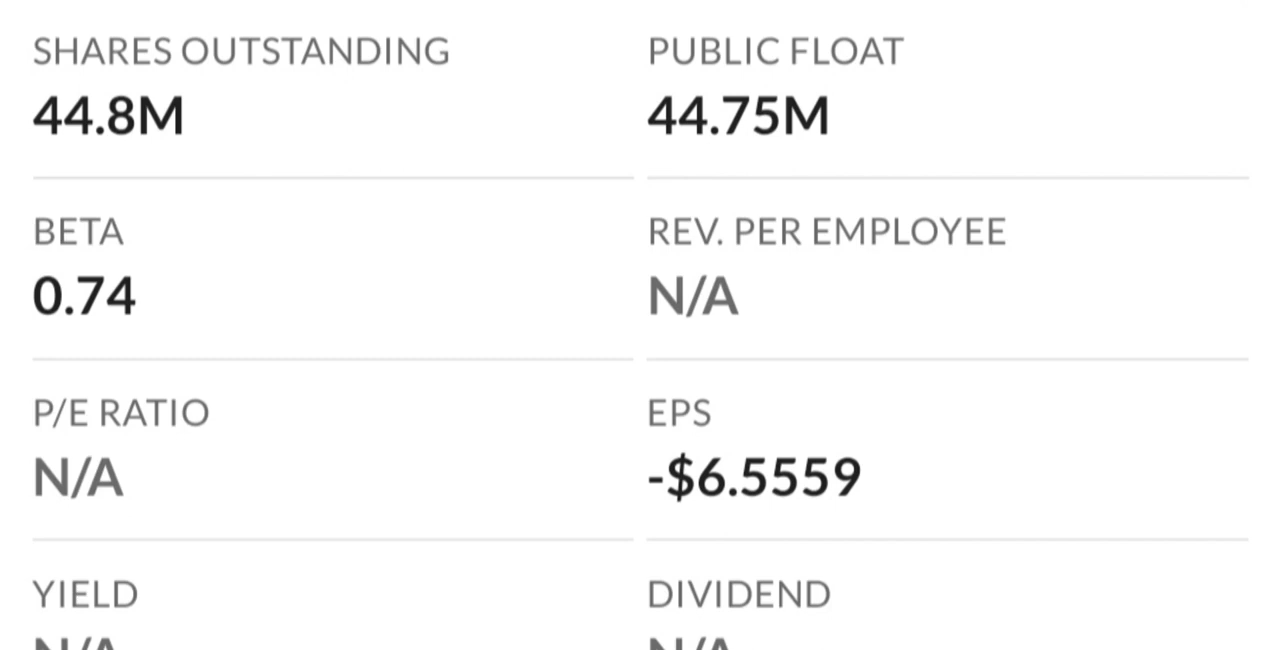 SHARES OUTSTANDING
44.8M
PUBLIC FLOAT
44.75M
BETA
0.74
REV. PER EMPLOYEE
N/A
P/E RATIO
N/A
EPS
-$6.5559
YIELD
N/A
DIVIDEND
N/A